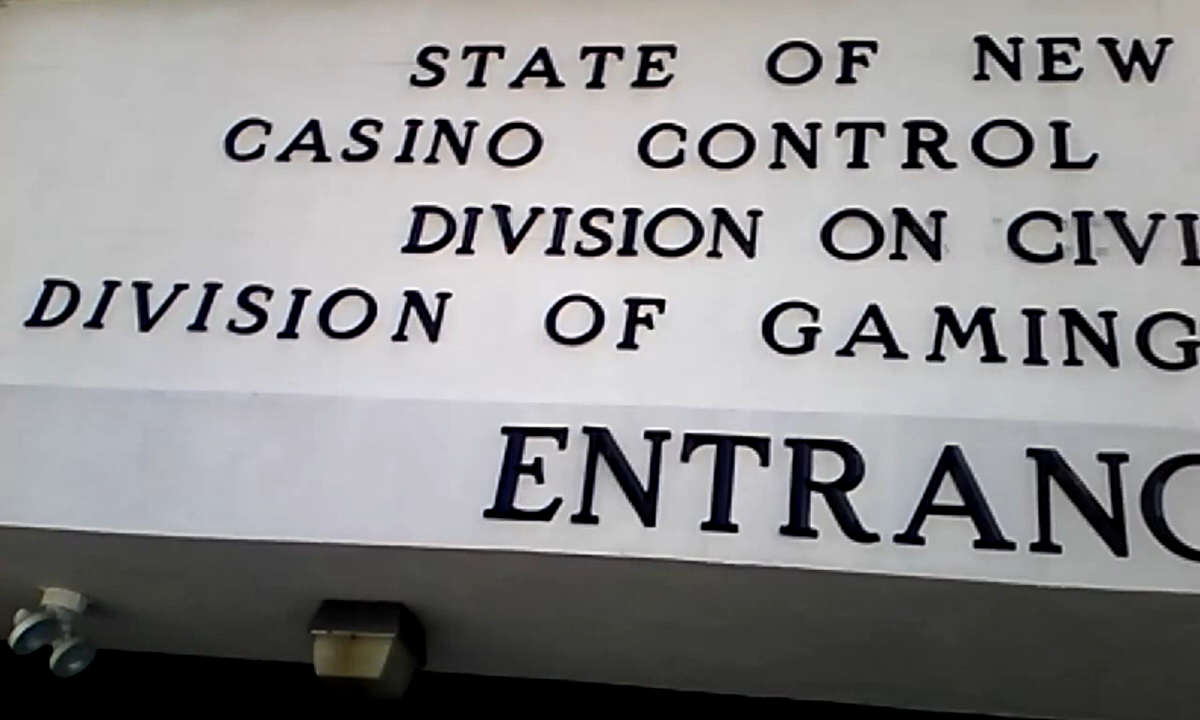 STATE OF NEW
CASINO CONTROL
DIVISION ON CIVI
DIVISION OF GAMING
ENTRANC